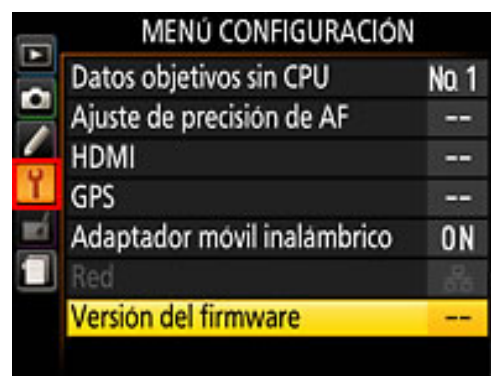 MENÚ CONFIGURACIÓN
Datos objetivos sin CPU No. 1
Ajuste de precisión de AF --
HDMI --
GPS --
Adaptador móvil inalámbrico ON
Red
Versión del firmware --